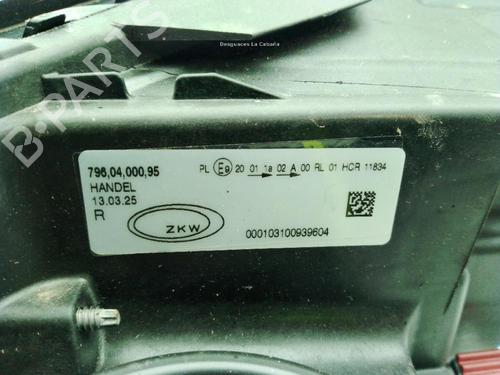 Desguaces La Cabaña
B-PARTS
796.04.000.95
PL E9 20 01 1a 02 A 00 RL 01 HCR 11834
HANDEL
13.03.25
R
ZKW
000103100939604